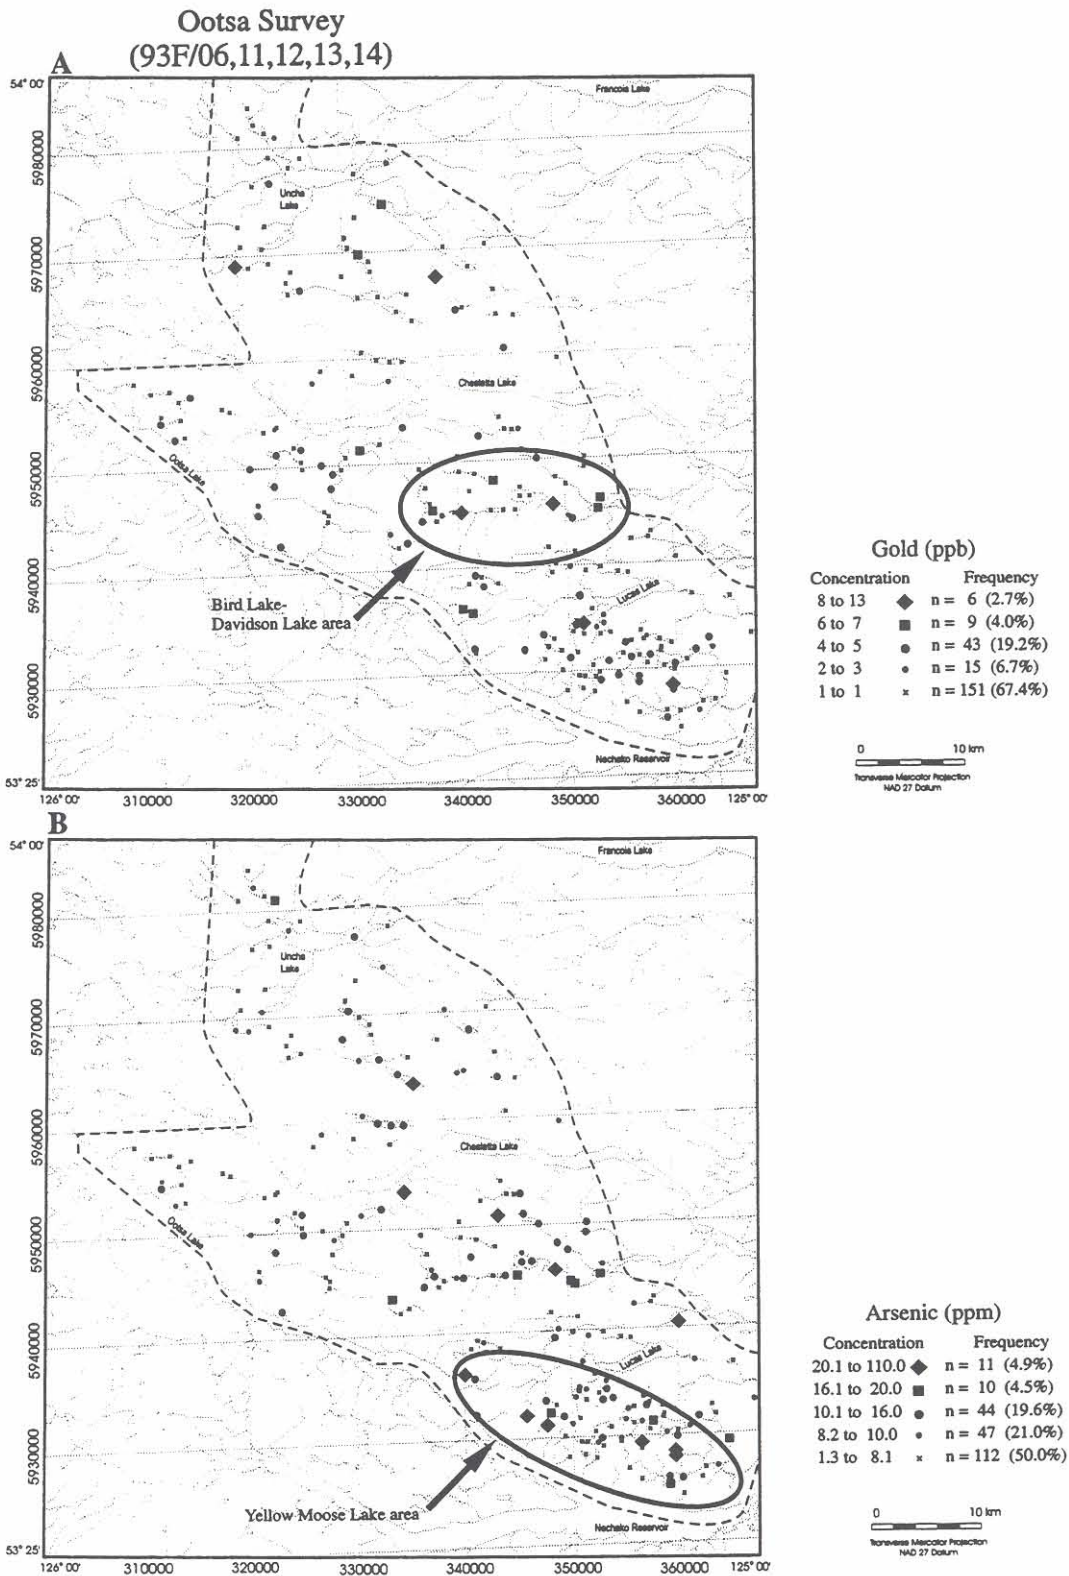 Ootsa Survey
(93F/06,11,12,13,14)
A
54° 00'
Francois Lake
5980000
Uncha
Lake
5970000
5960000
Cheslatta Lake
Ootsa Lake
5950000
5940000
Lucas Lake
Bird Lake-
Davidson Lake area
5930000
Nechako Reservoir
53° 25'
126° 00'
310000
320000
330000
340000
350000
360000
125° 00'
Gold (ppb)
Concentration Frequency
8 to 13 n = 6 (2.7%)
6 to 7 n = 9 (4.0%)
4 to 5 n = 43 (19.2%)
2 to 3 n = 15 (6.7%)
1 to 1 n = 151 (67.4%)
0 10 km
Transverse Mercator Projection
NAD 27 Datum
B
54° 00'
Francois Lake
5980000
Uncha
Lake
5970000
5960000
Cheslatta Lake
Ootsa Lake
5950000
5940000
Lucas Lake
5930000
Yellow Moose Lake area
Nechako Reservoir
53° 25'
126° 00'
310000
320000
330000
340000
350000
360000
125° 00'
Arsenic (ppm)
Concentration Frequency
20.1 to 110.0 n = 11 (4.9%)
16.1 to 20.0 n = 10 (4.5%)
10.1 to 16.0 n = 44 (19.6%)
8.2 to 10.0 n = 47 (21.0%)
1.3 to 8.1 n = 112 (50.0%)
0 10 km
Transverse Mercator Projection
NAD 27 Datum